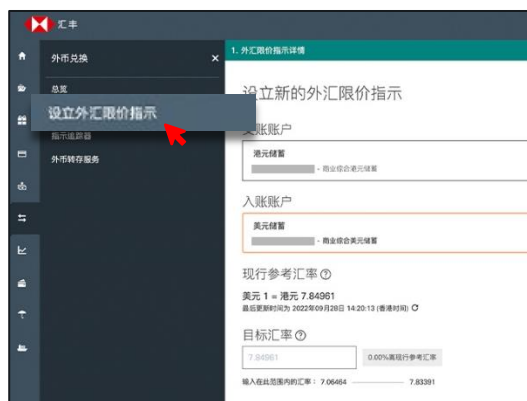 汇丰
外币兑换 ×
总览
设立外汇限价指示
指示追踪器
外币转存服务
1. 外汇限价指示详情
设立新的外汇限价指示
支账账户
港元储蓄
- 商业综合港元储蓄
入账账户
美元储蓄
- 商业综合美元储蓄
现行参考汇率
美元 1 = 港元 7.84961
最后更新时间为 2022年09月28日 14:20:13 (香港时间)
目标汇率
7.84961
0.00%离现行参考汇率
输入在此范围内的汇率： 7.06464 7.83391